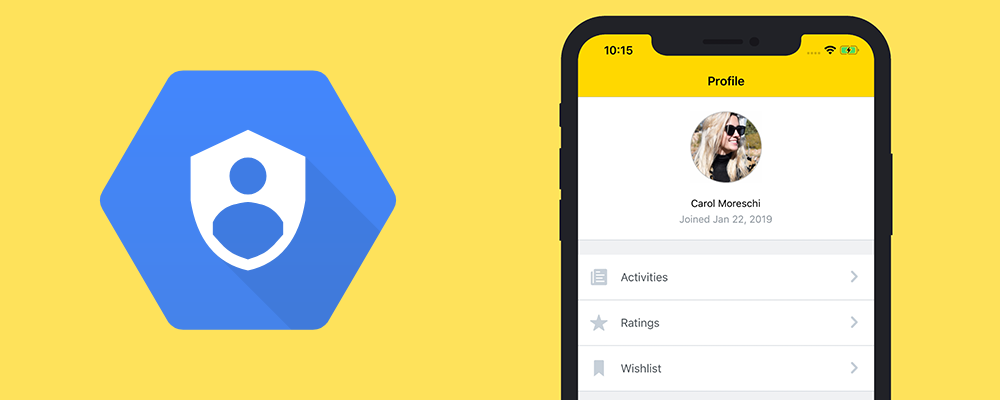 10:15
Profile
Carol Moreschi
Joined Jan 22, 2019
Activities
Ratings
Wishlist